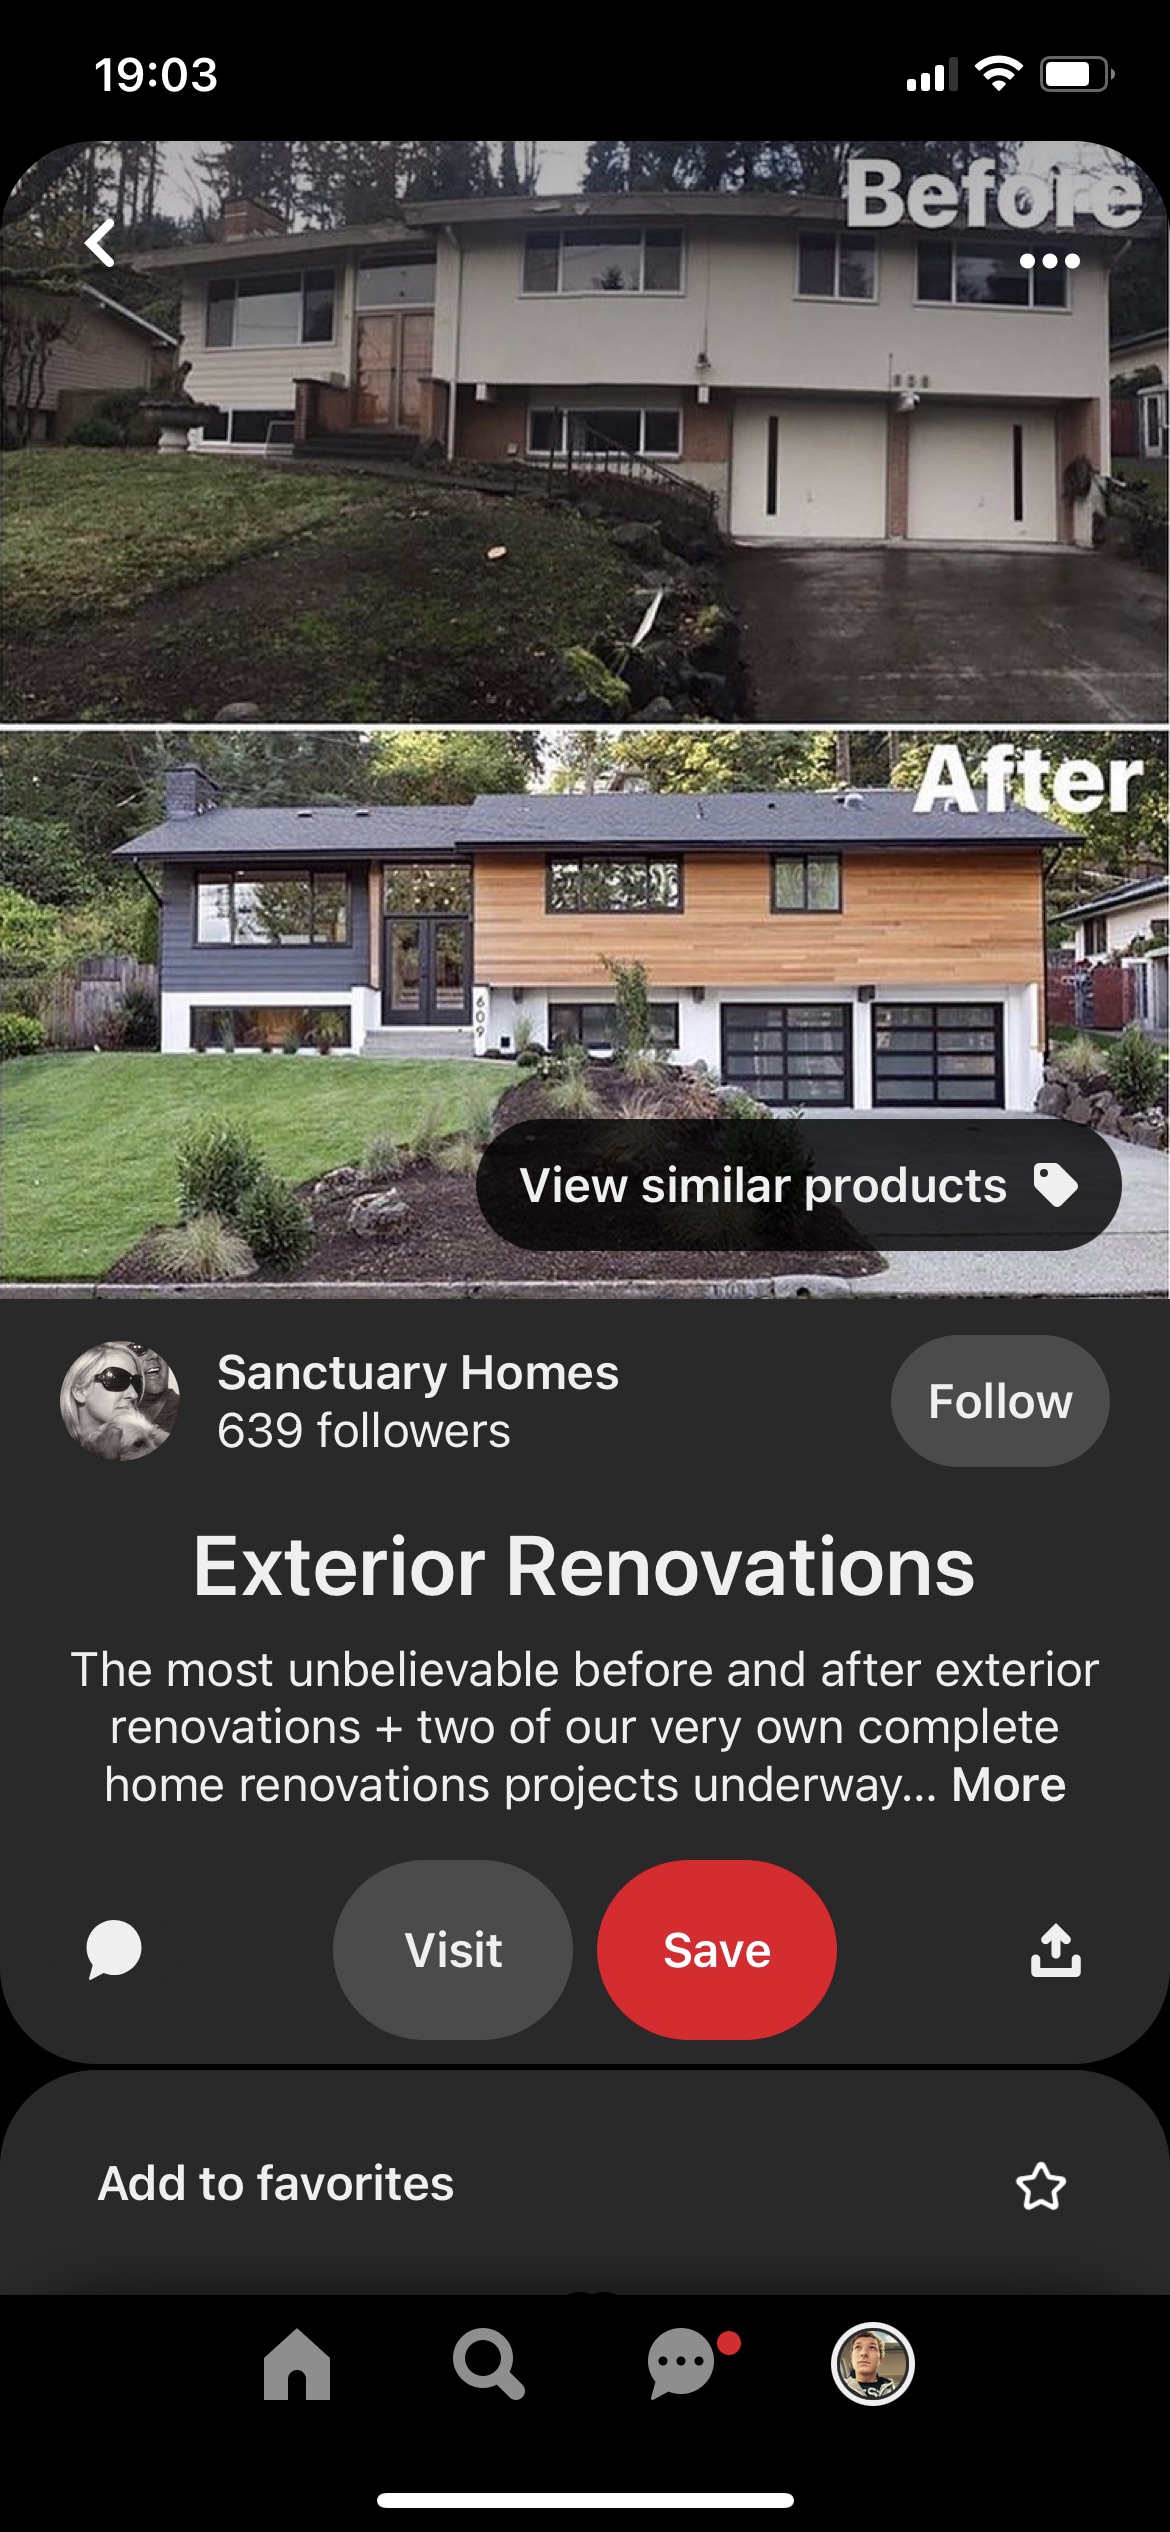 19:03
Before
After
609
View similar products
Sanctuary Homes
639 followers
Follow
Exterior Renovations
The most unbelievable before and after exterior
renovations + two of our very own complete
home renovations projects underway... More
Visit
Save
Add to favorites